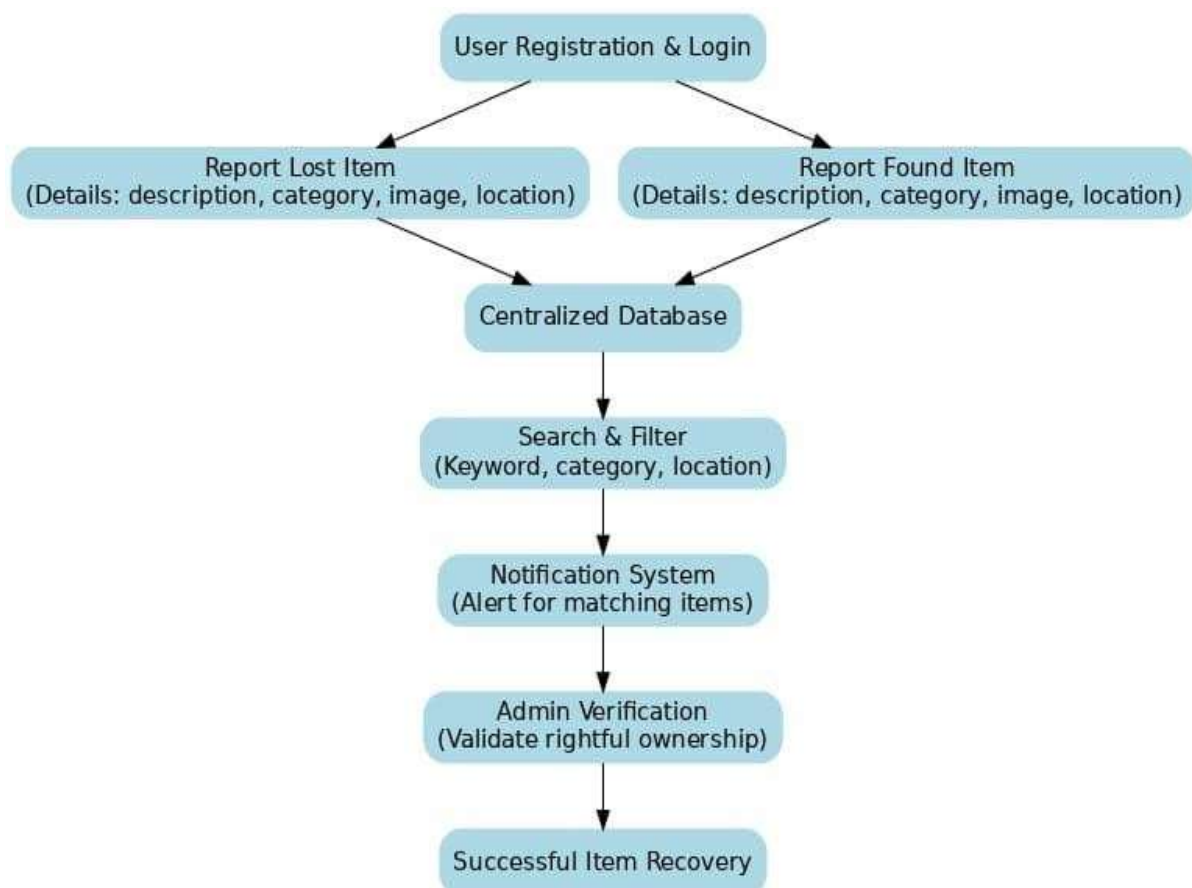 User Registration & Login
Report Lost Item
(Details: description, category, image, location)
Report Found Item
(Details: description, category, image, location)
Centralized Database
Search & Filter
(Keyword, category, location)
Notification System
(Alert for matching items)
Admin Verification
(Validate rightful ownership)
Successful Item Recovery